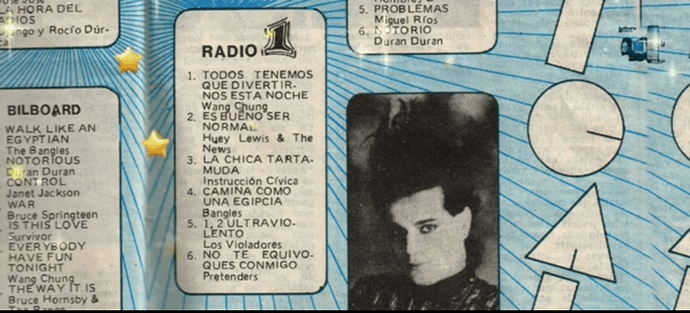 LA HORA DEL
ADIOS
Django y Rocío Dúr-
cal
BILBOARD
WALK LIKE AN
EGYPTIAN
The Bangles
NOTORIOUS
Duran Duran
CONTROL
Janet Jackson
WAR
Bruce Springteen
IS THIS LOVE
Survivor
EVERYBODY
HAVE FUN
TONIGHT
Wang Chung
THE WAY IT IS
Bruce Hornsby &
RADIO 1
1. TODOS TENEMOS
QUE DIVERTIR-
NOS ESTA NOCHE
Wang Chung
2. ES BUENO SER
NORMAL
Huey Lewis & The
News
3. LA CHICA TARTA-
MUDA
Instrucción Cívica
4. CAMINA COMO
UNA EGIPCIA
Bangles
5. 1, 2 ULTRAVIO-
LENTO
Los Violadores
6. NO TE EQUIVO-
QUES CONMIGO
Pretenders
5. PROBLEMAS
Miguel Ríos
6. NOTORIO
Duran Duran